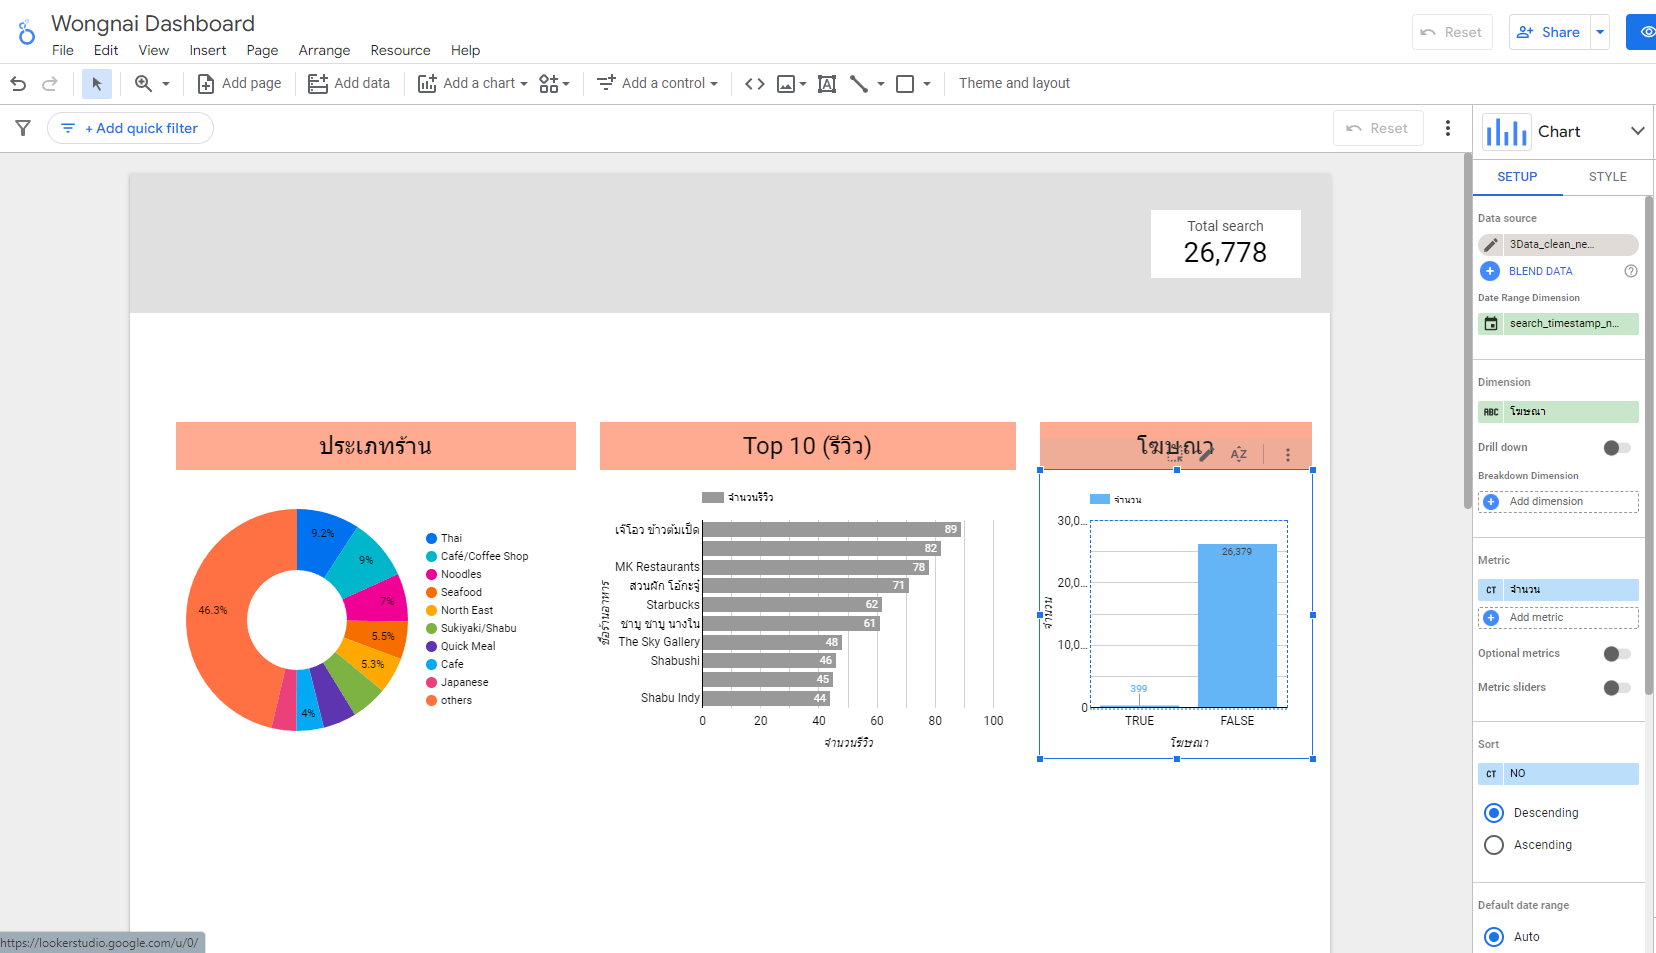 Wongnai Dashboard
File Edit View Insert Page Arrange Resource Help
Reset
Share
Add page
Add data
Add a chart
Add a control
Theme and layout
+ Add quick filter
Reset
Chart
SETUP STYLE
Data source
3Data_clean_ne...
BLEND DATA
Date Range Dimension
search_timestamp_n...
Dimension
ABC โฆษณา
Drill down
Breakdown Dimension
Add dimension
Metric
CT จำนวน
Add metric
Optional metrics
Metric sliders
Sort
CT NO
Descending
Ascending
Default date range
Auto
Total search
26,778
ประเภทร้าน
9.2%
9%
7%
5.5%
5.3%
4%
46.3%
Thai
Café/Coffee Shop
Noodles
Seafood
North East
Sukiyaki/Shabu
Quick Meal
Cafe
Japanese
others
Top 10 (รีวิว)
จำนวนรีวิว
ชื่อร้านอาหาร
เจ๊โอว ข้าวต้มเป็ด 89
82
MK Restaurants 78
สวนผัก โอ้กะจู๋ 71
Starbucks 62
ชาบู ชาบู นางใน 61
The Sky Gallery 48
Shabushi 46
45
Shabu Indy 44
0 20 40 60 80 100
จำนวนรีวิว
โฆษณา
AZ
จำนวน
จำนวน
30,0...
20,0...
10,0...
0
26,379
399
TRUE FALSE
โฆษณา
https://lookerstudio.google.com/u/0/